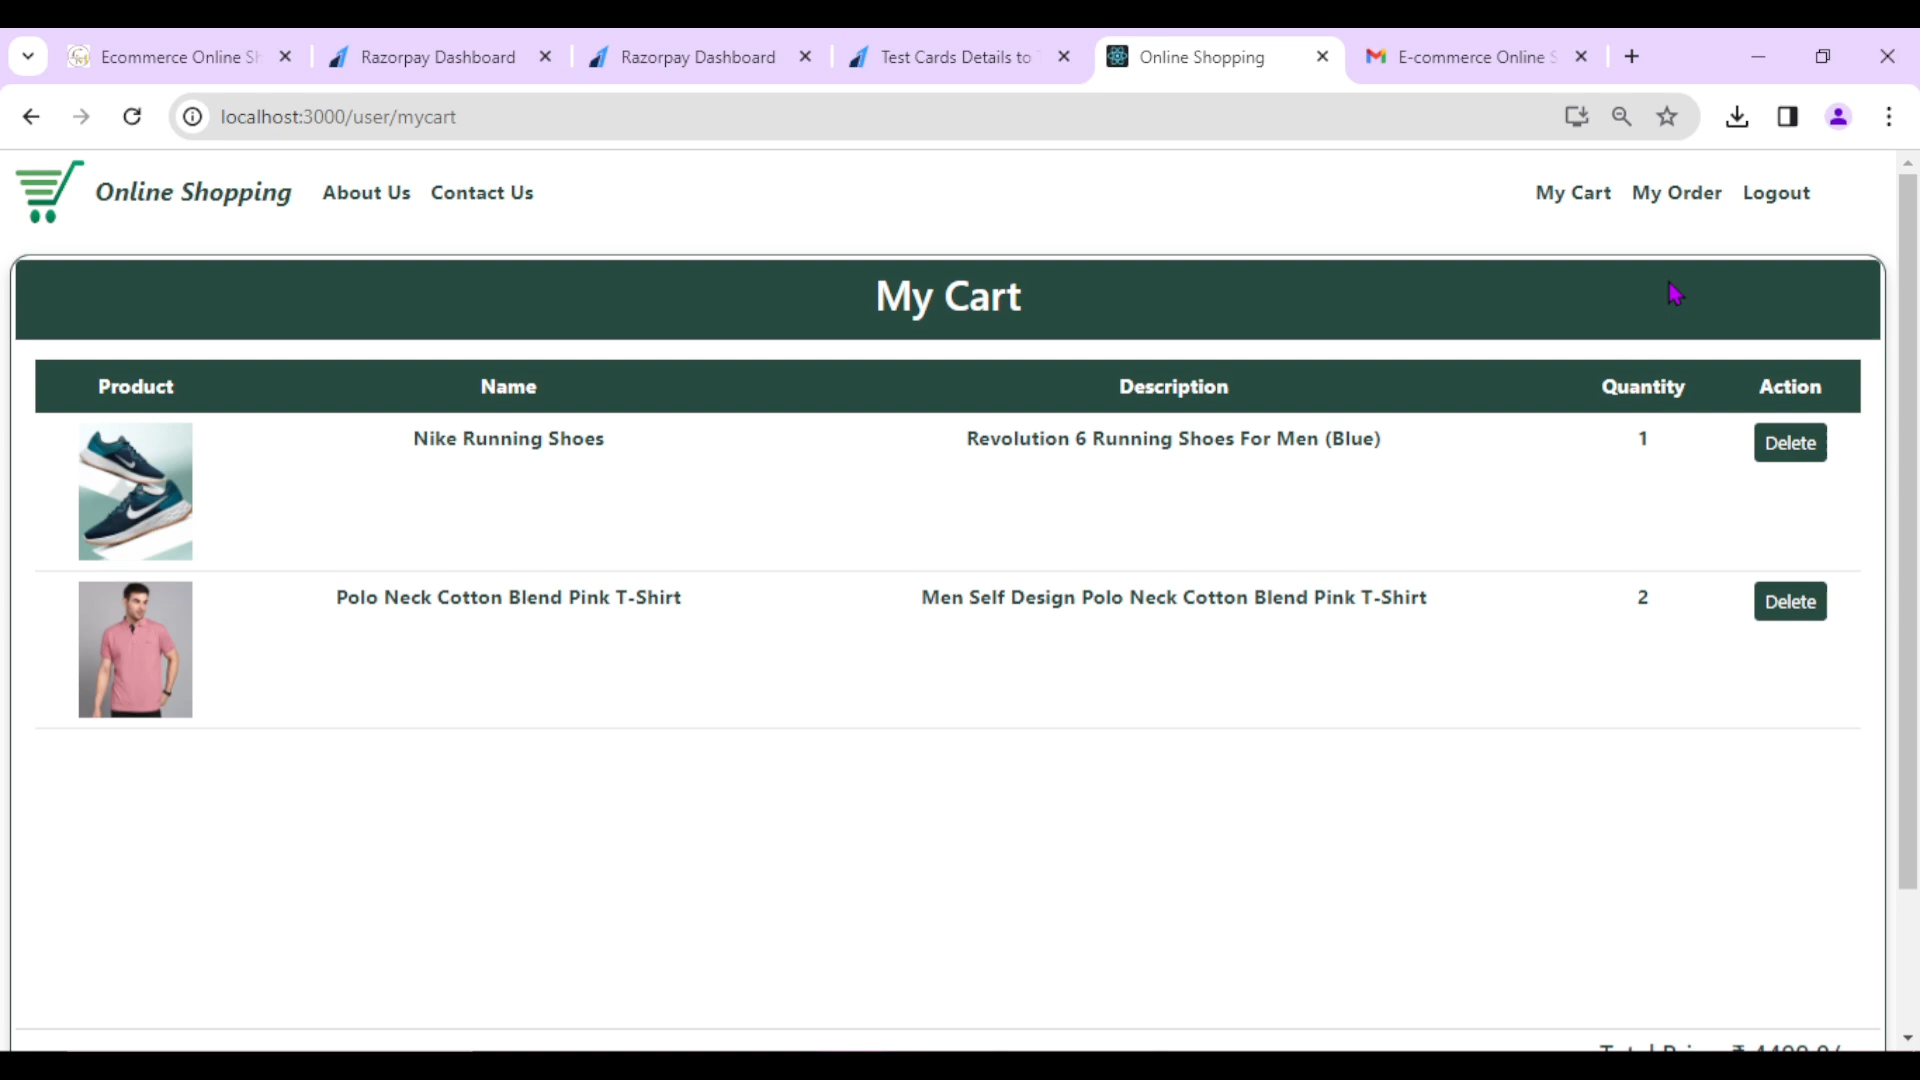 Ecommerce Online Sh
Razorpay Dashboard
Razorpay Dashboard
Test Cards Details to
Online Shopping
E-commerce Online S
localhost:3000/user/mycart
Online Shopping About Us Contact Us My Cart My Order Logout
My Cart
Product Name Description Quantity Action
Nike Running Shoes Revolution 6 Running Shoes For Men (Blue) 1 Delete
Polo Neck Cotton Blend Pink T-Shirt Men Self Design Polo Neck Cotton Blend Pink T-Shirt 2 Delete